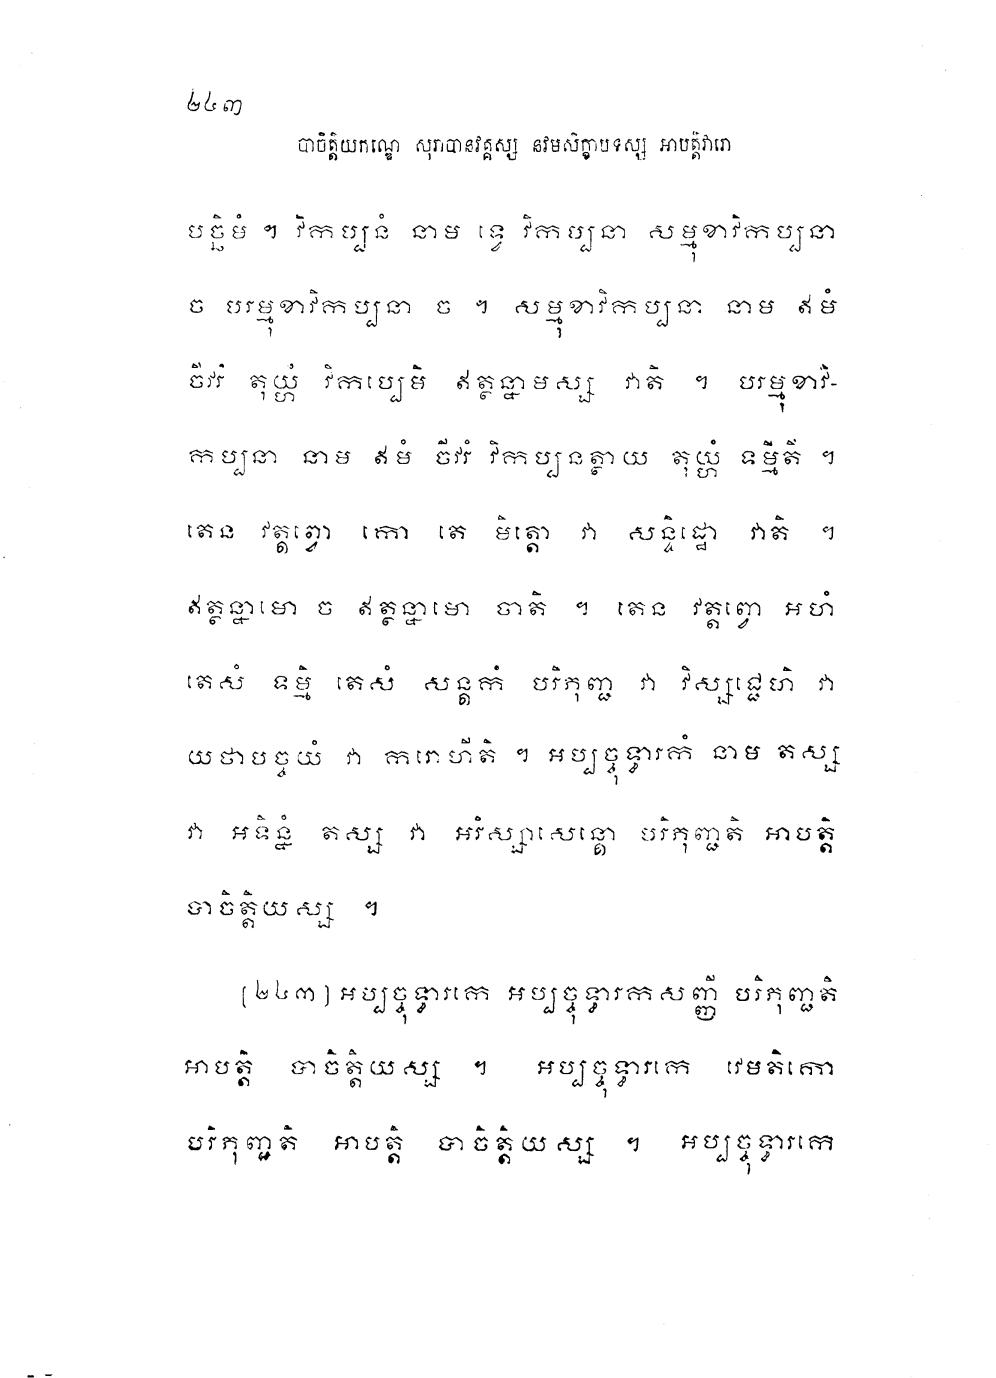 ២៤៣
បាចិត្តិយកណ្ឌេ សុរាបានវគ្គស្ស នវមសិក្ខាបទស្ស អាបត្តិវារោ
បច្ឆិមំ ។ វិកប្បនំ នាម ទ្វេ វិកប្បនា សម្មុខាវិកប្បនា
ច បរម្មុខាវិកប្បនា ច ។ សម្មុខាវិកប្បនា នាម ឥមំ
ចីវរំ តុយ្ហំ វិកប្បេមិ ឥត្ថន្នាមស្ស វាតិ ។ បរម្មុខាវិ-
កប្បនា នាម ឥមំ ចីវរំ វិកប្បនត្ថាយ តុយ្ហំ ទម្មីតិ ។
តេន វត្តព្វោ កោ តេ មិត្តោ វា សន្ទិដ្ឋោ វាតិ ។
ឥត្ថន្នាមោ ច ឥត្ថន្នាមោ ចាតិ ។ តេន វត្តព្វោ អហំ
តេសំ ទម្មិ តេសំ សន្តកំ បរិភុញ្ជ វា វិស្សជ្ជេហិ វា
យថាបច្ចយំ វា ករោហីតិ ។ អប្បច្ចុទ្ធារកំ នាម តស្ស
វា អទិន្នំ តស្ស វា អវិស្សាសេន្តោ បរិភុញ្ជតិ អាបត្តិ
បាចិត្តិយស្ស ។
[២៤៣] អប្បច្ចុទ្ធារកេ អប្បច្ចុទ្ធារកសញ្ញី បរិភុញ្ជតិ
អាបត្តិ បាចិត្តិយស្ស ។ អប្បច្ចុទ្ធារកេ វេមតិកោ
បរិភុញ្ជតិ អាបត្តិ បាចិត្តិយស្ស ។ អប្បច្ចុទ្ធារកេ